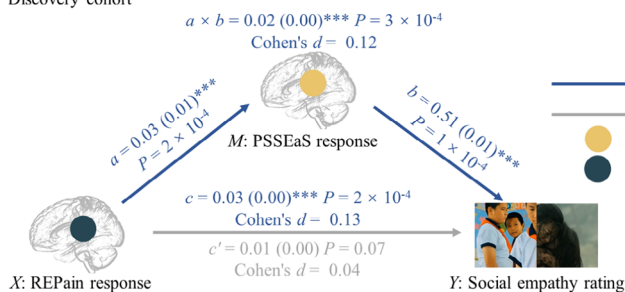 Discovery cohort
a × b = 0.02 (0.00)*** P = 3 × 10⁻⁴
Cohen's d = 0.12
a = 0.03 (0.01)***
P = 2 × 10⁻⁴
b = 0.51 (0.01)***
P = 1 × 10⁻⁴
M: PSSEaS response
c = 0.03 (0.00)*** P = 2 × 10⁻⁴
Cohen's d = 0.13
c′ = 0.01 (0.00) P = 0.07
Cohen's d = 0.04
X: REPain response
Y: Social empathy rating